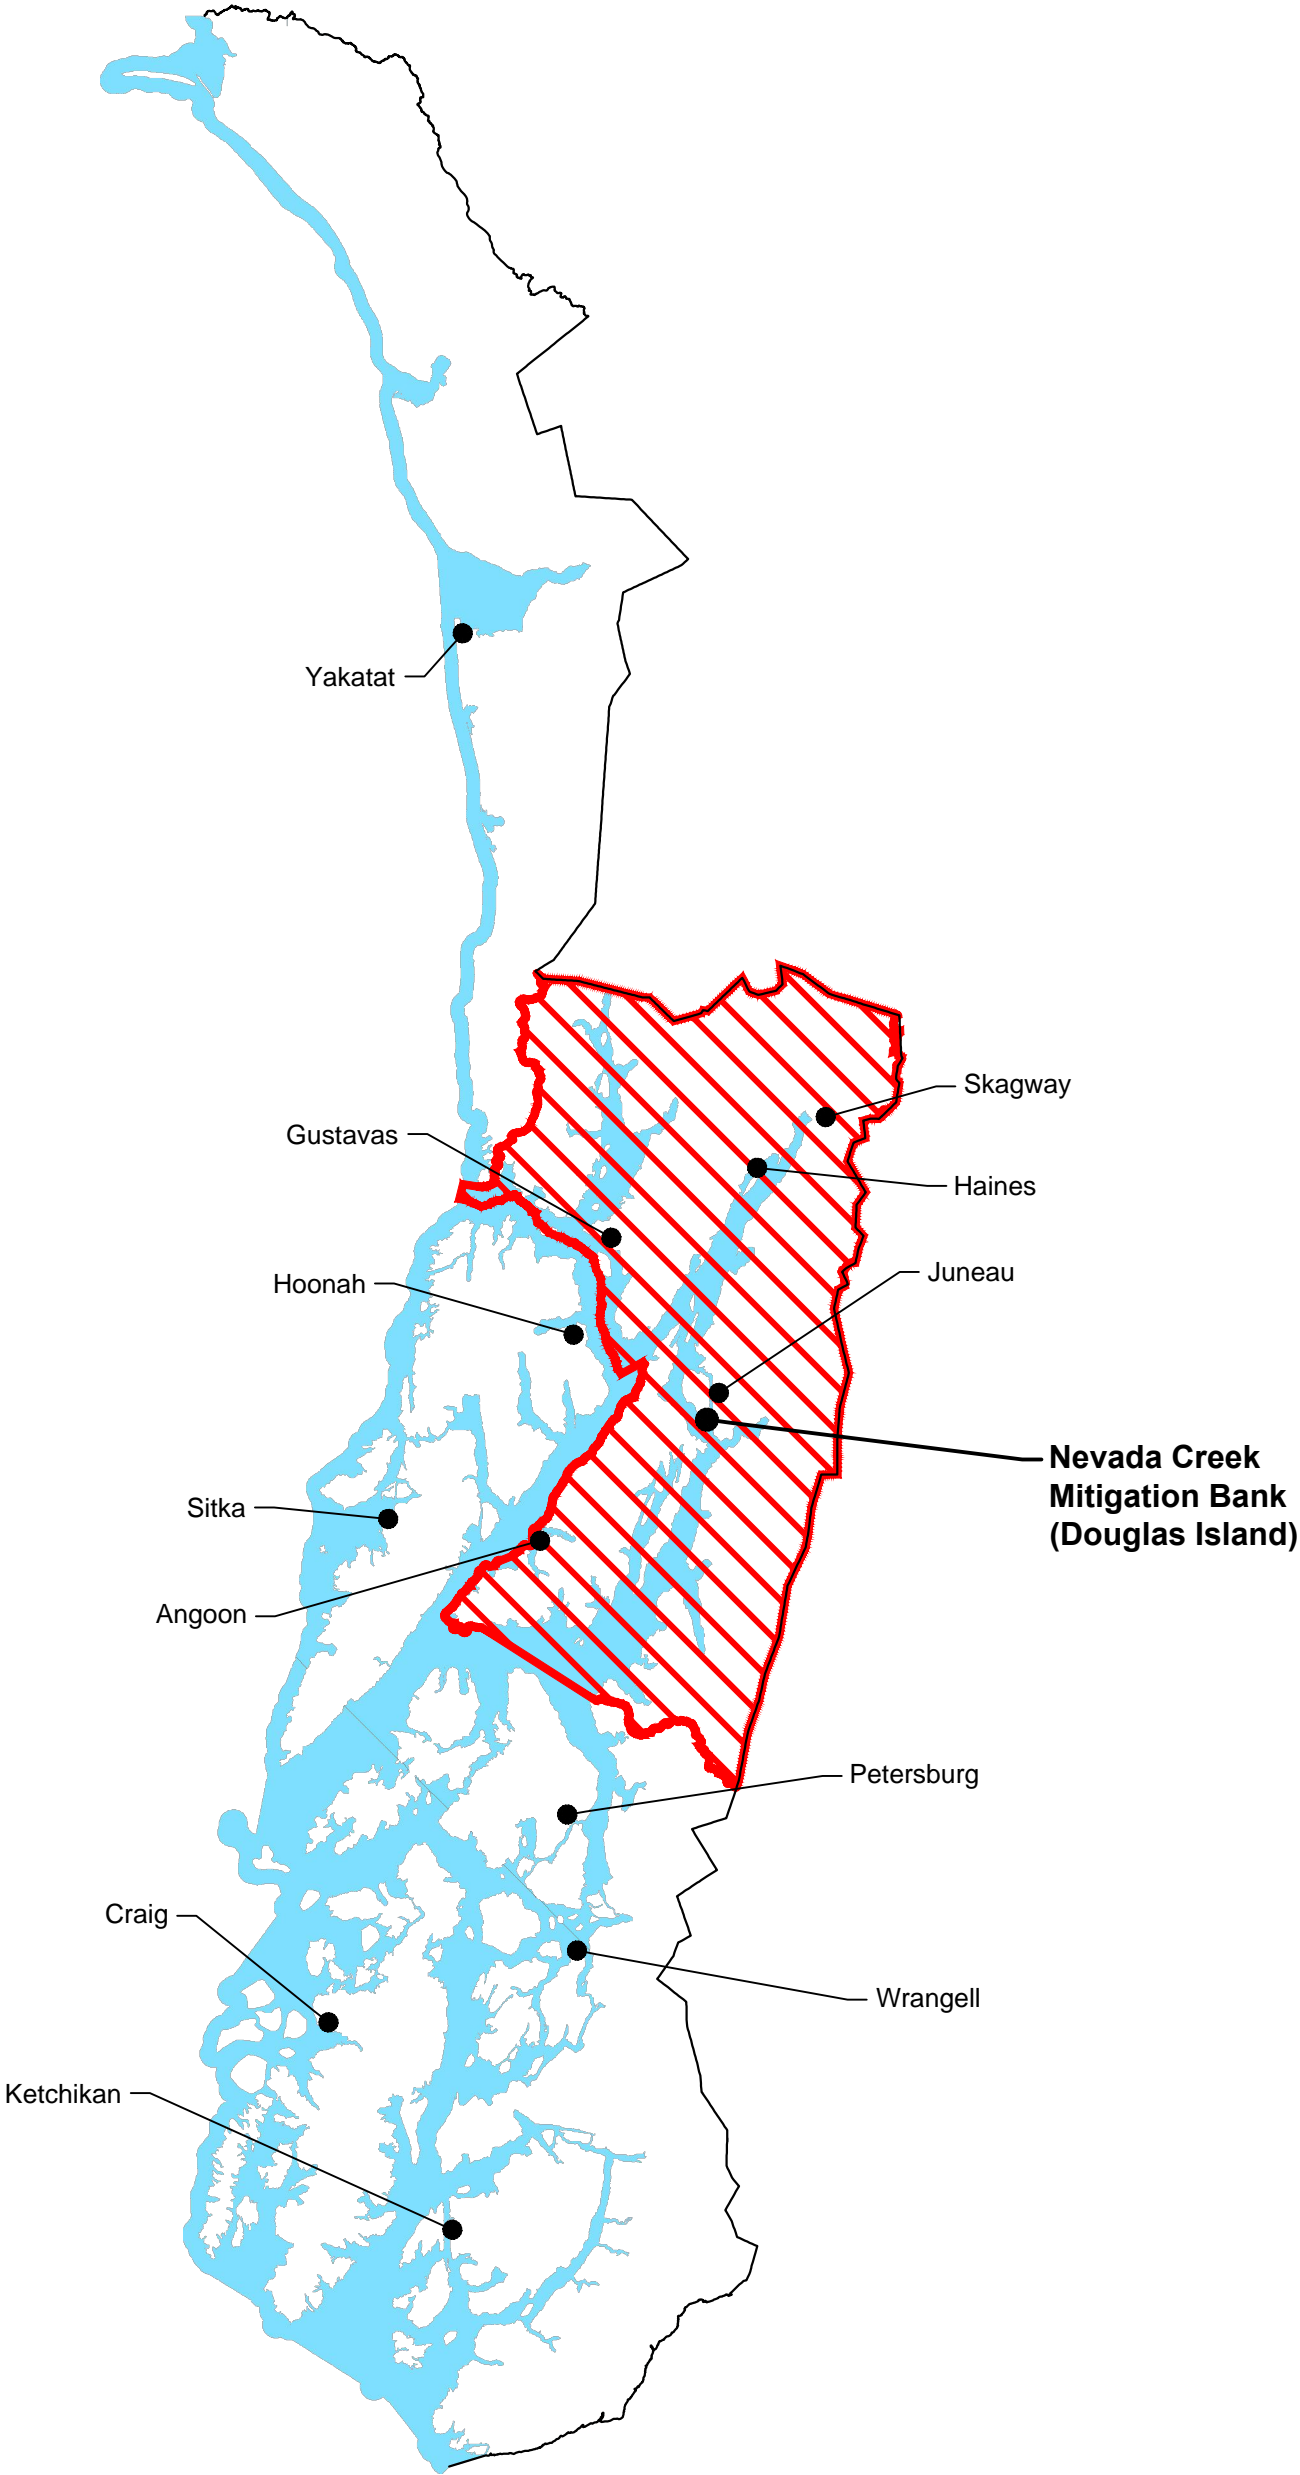 Yakatat
Skagway
Gustavas
Haines
Juneau
Hoonah
Nevada Creek
Mitigation Bank
(Douglas Island)
Sitka
Angoon
Petersburg
Craig
Wrangell
Ketchikan